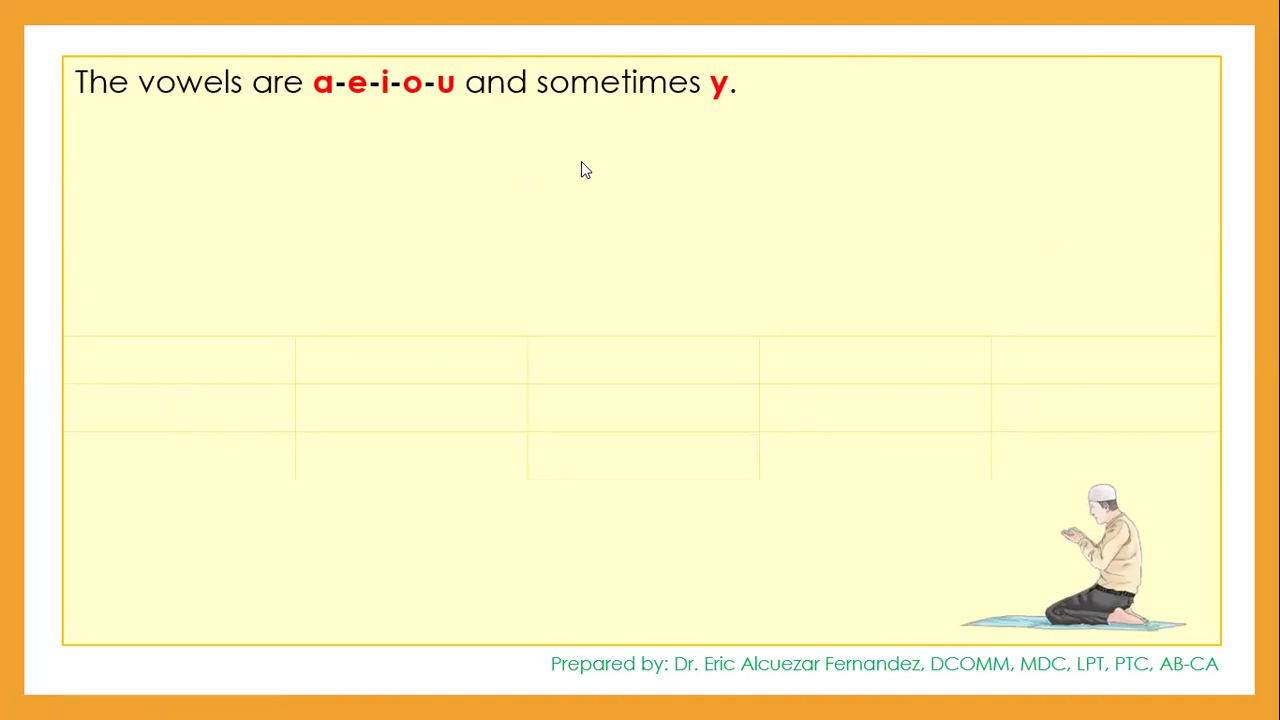 The vowels are a-e-i-o-u and sometimes y.
Prepared by: Dr. Eric Alcuezar Fernandez, DCOMM, MDC, LPT, PTC, AB-CA